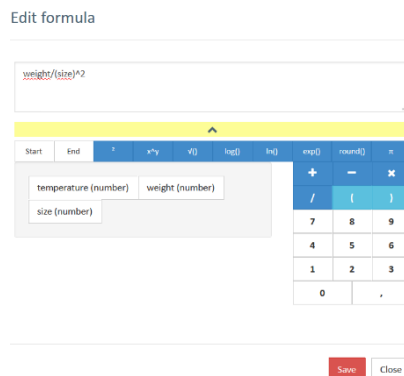 Edit formula
weight/(size)^2
Start End ² x^y √() log() ln() exp() round() π
+ − ×
temperature (number) weight (number)
/ ( )
size (number)
7 8 9
4 5 6
1 2 3
0 ,
Save Close